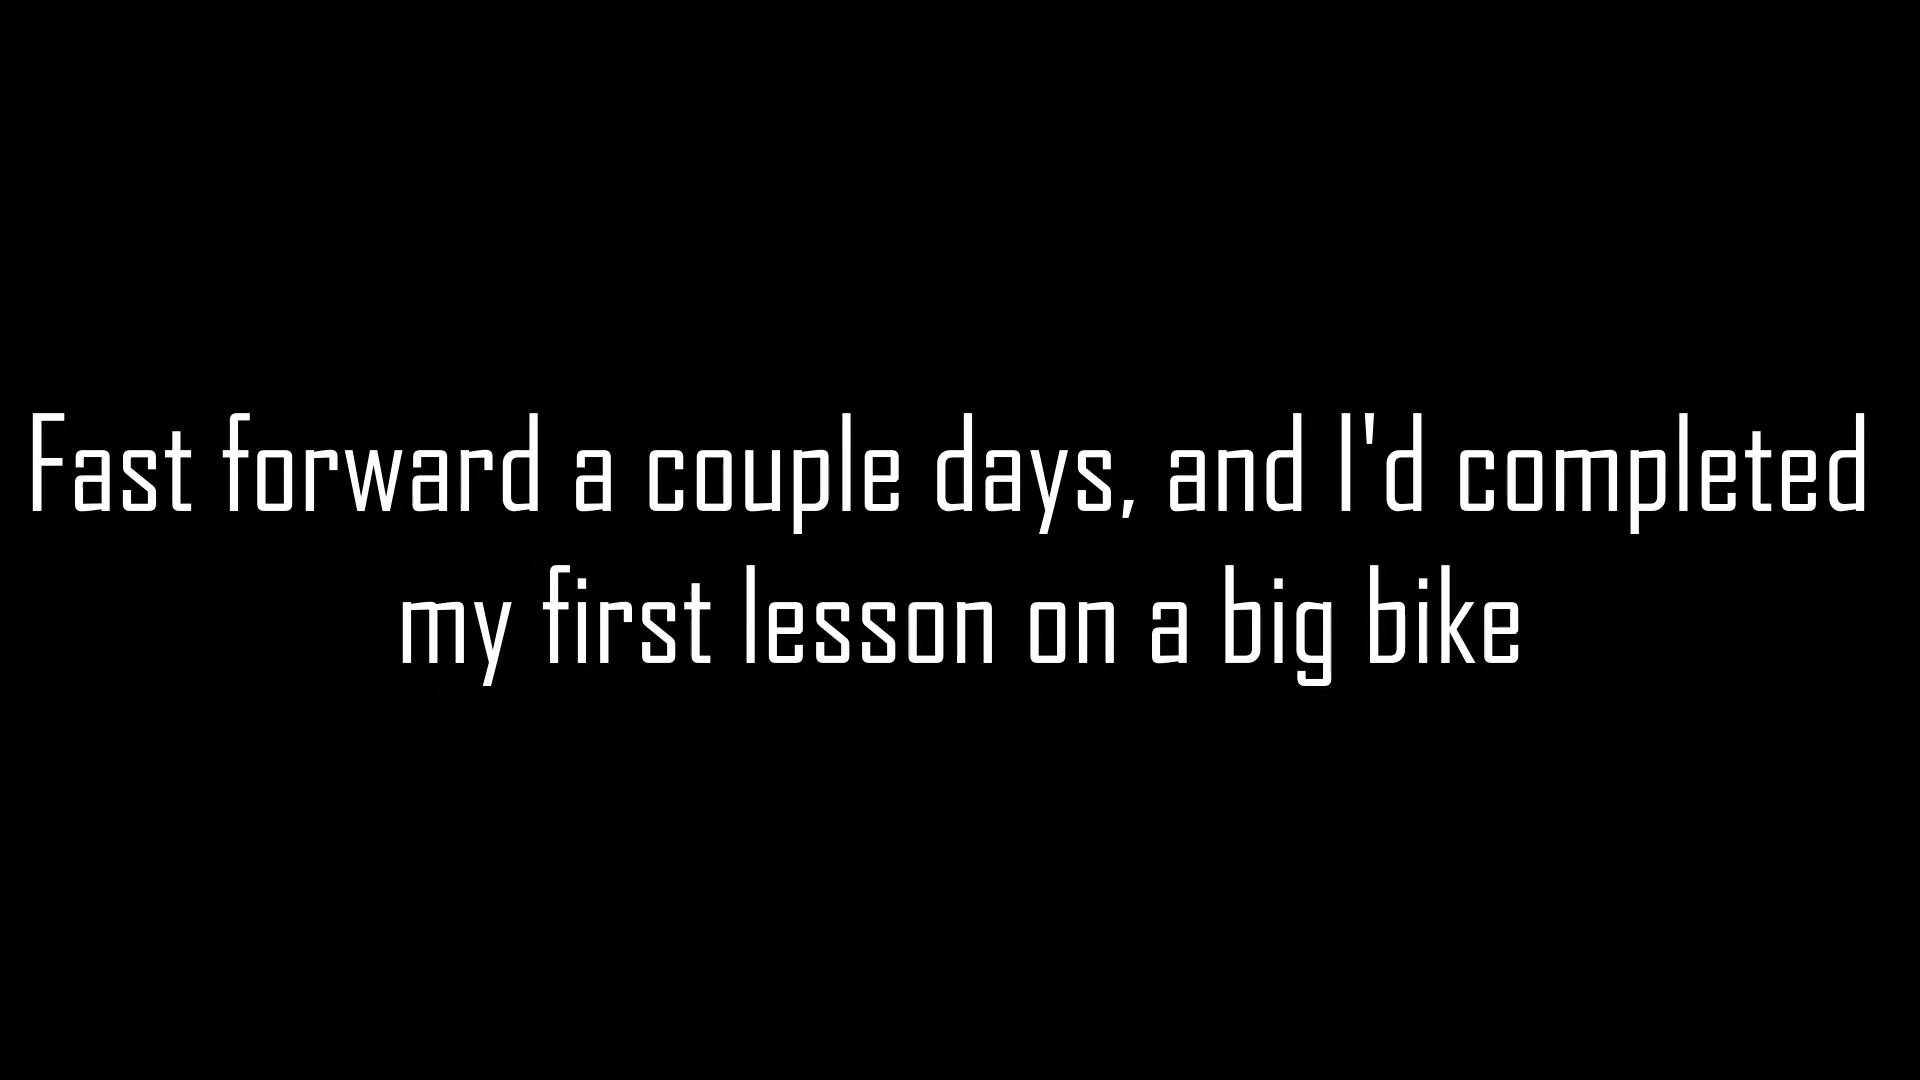 Fast forward a couple days, and I'd completed
my first lesson on a big bike